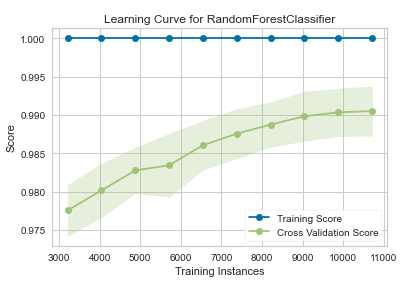 Learning Curve for RandomForestClassifier
1.000
0.995
0.990
0.985
0.980
0.975
Score
3000 4000 5000 6000 7000 8000 9000 10000 11000
Training Instances
Training Score
Cross Validation Score